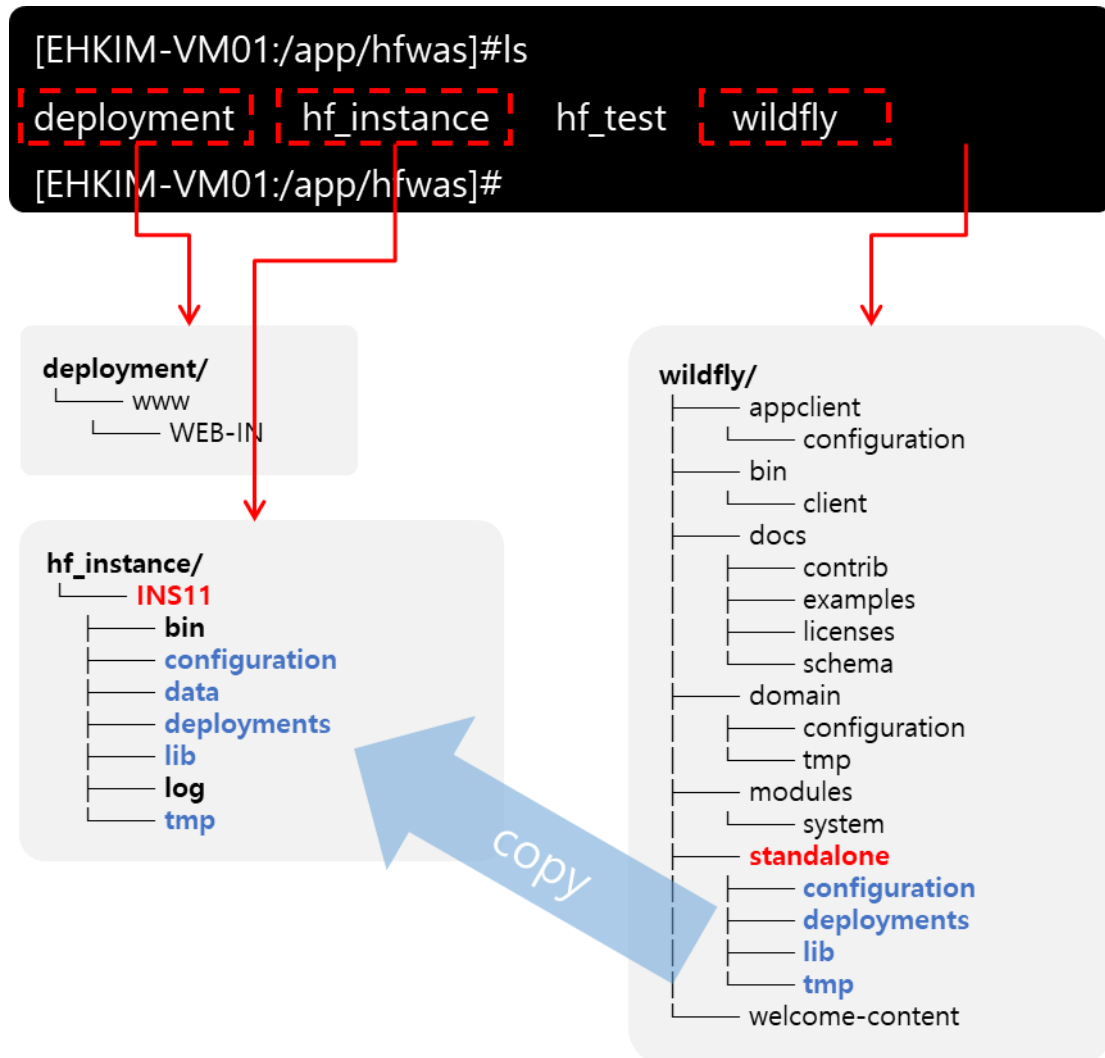 [EHKIM-VM01:/app/hfwas]#ls
deployment hf_instance hf_test wildfly
[EHKIM-VM01:/app/hfwas]#
deployment/
└── www
└── WEB-IN
hf_instance/
└── INS11
├── bin
├── configuration
├── data
├── deployments
├── lib
├── log
└── tmp
copy
wildfly/
├── appclient
│ └── configuration
├── bin
│ └── client
├── docs
│ ├── contrib
│ ├── examples
│ ├── licenses
│ └── schema
├── domain
│ ├── configuration
│ └── tmp
├── modules
│ └── system
├── standalone
│ ├── configuration
│ ├── deployments
│ ├── lib
│ └── tmp
└── welcome-content